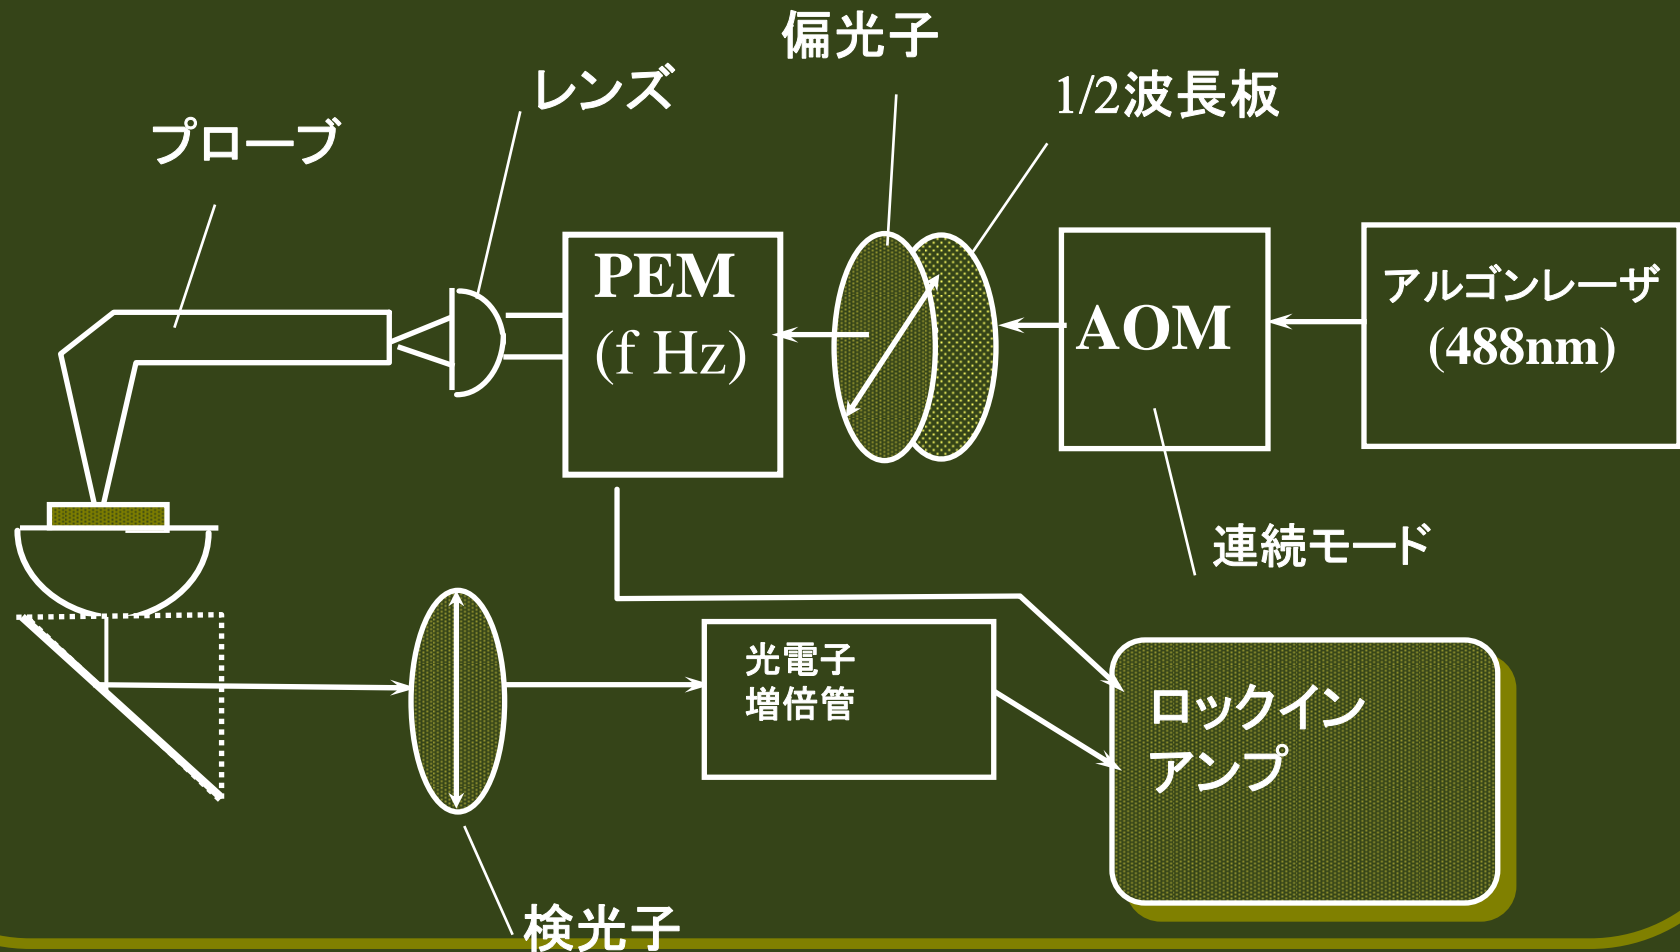 偏光子
レンズ
1/2波長板
プローブ
PEM
(f Hz)
AOM
アルゴンレーザ
(488nm)
連続モード
光電子
増倍管
ロックイン
アンプ
検光子